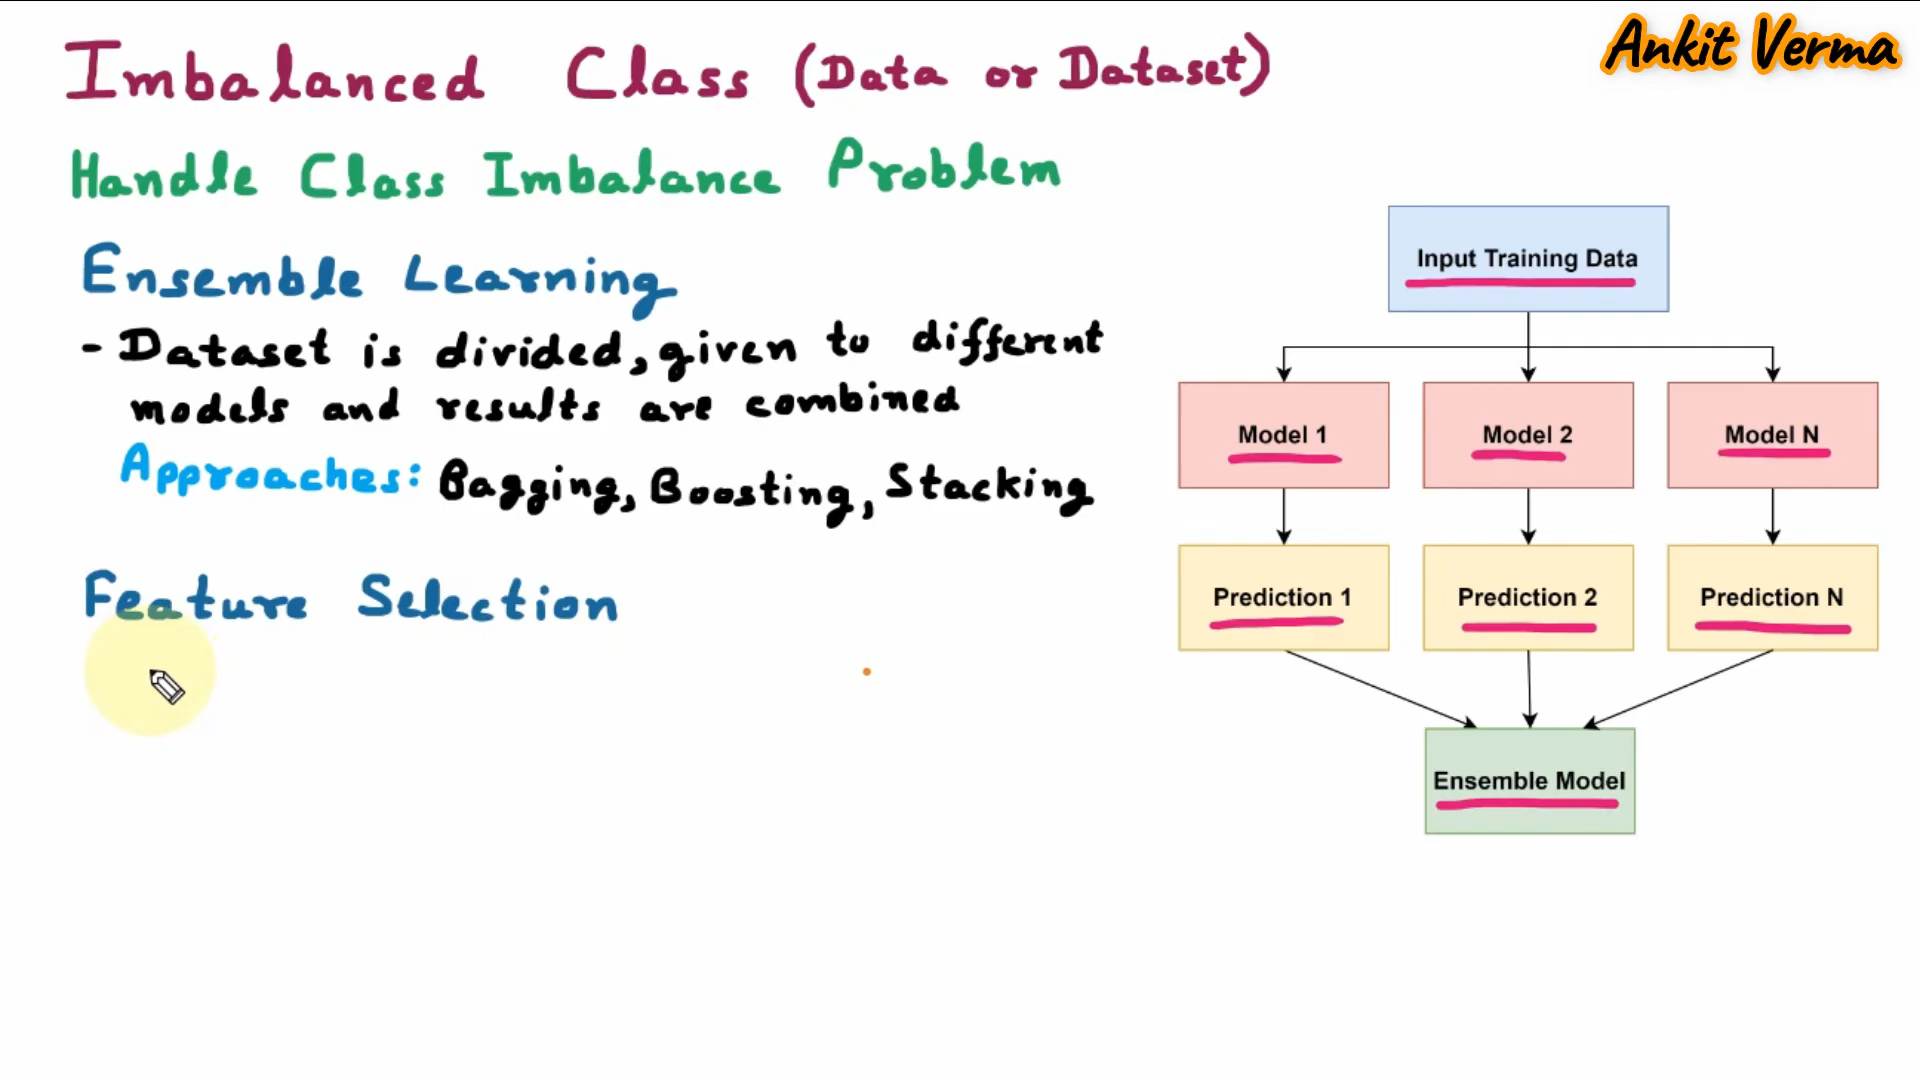 Ankit Verma
Imbalanced Class (Data or Dataset)
Handle Class Imbalance Problem
Ensemble Learning
- Dataset is divided, given to different
models and results are combined
Approaches: Bagging, Boosting, Stacking
Feature Selection
Input Training Data
Model 1 Model 2 Model N
Prediction 1 Prediction 2 Prediction N
Ensemble Model